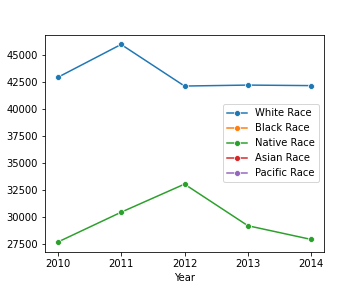 45000
42500
40000
37500
35000
32500
30000
27500
White Race
Black Race
Native Race
Asian Race
Pacific Race
2010 2011 2012 2013 2014
Year